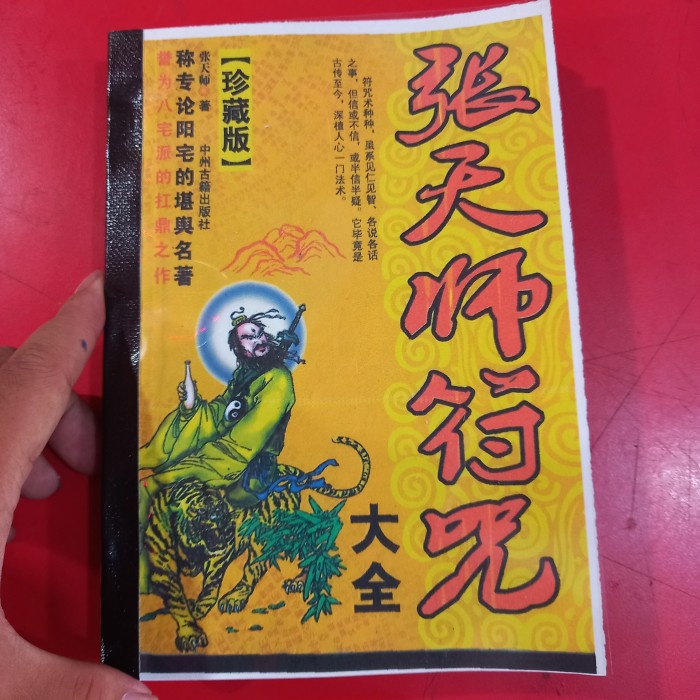 张天师符咒
大全
符咒术种种，虽系见仁见智、各说各话
之事，但信或不信，或半信半疑。它毕竟是
古传至今，深植人心一门法术。
【珍藏版】
张天师 著 中州古籍出版社
称专论阳宅的堪舆名著
誉为八宅派的扛鼎之作